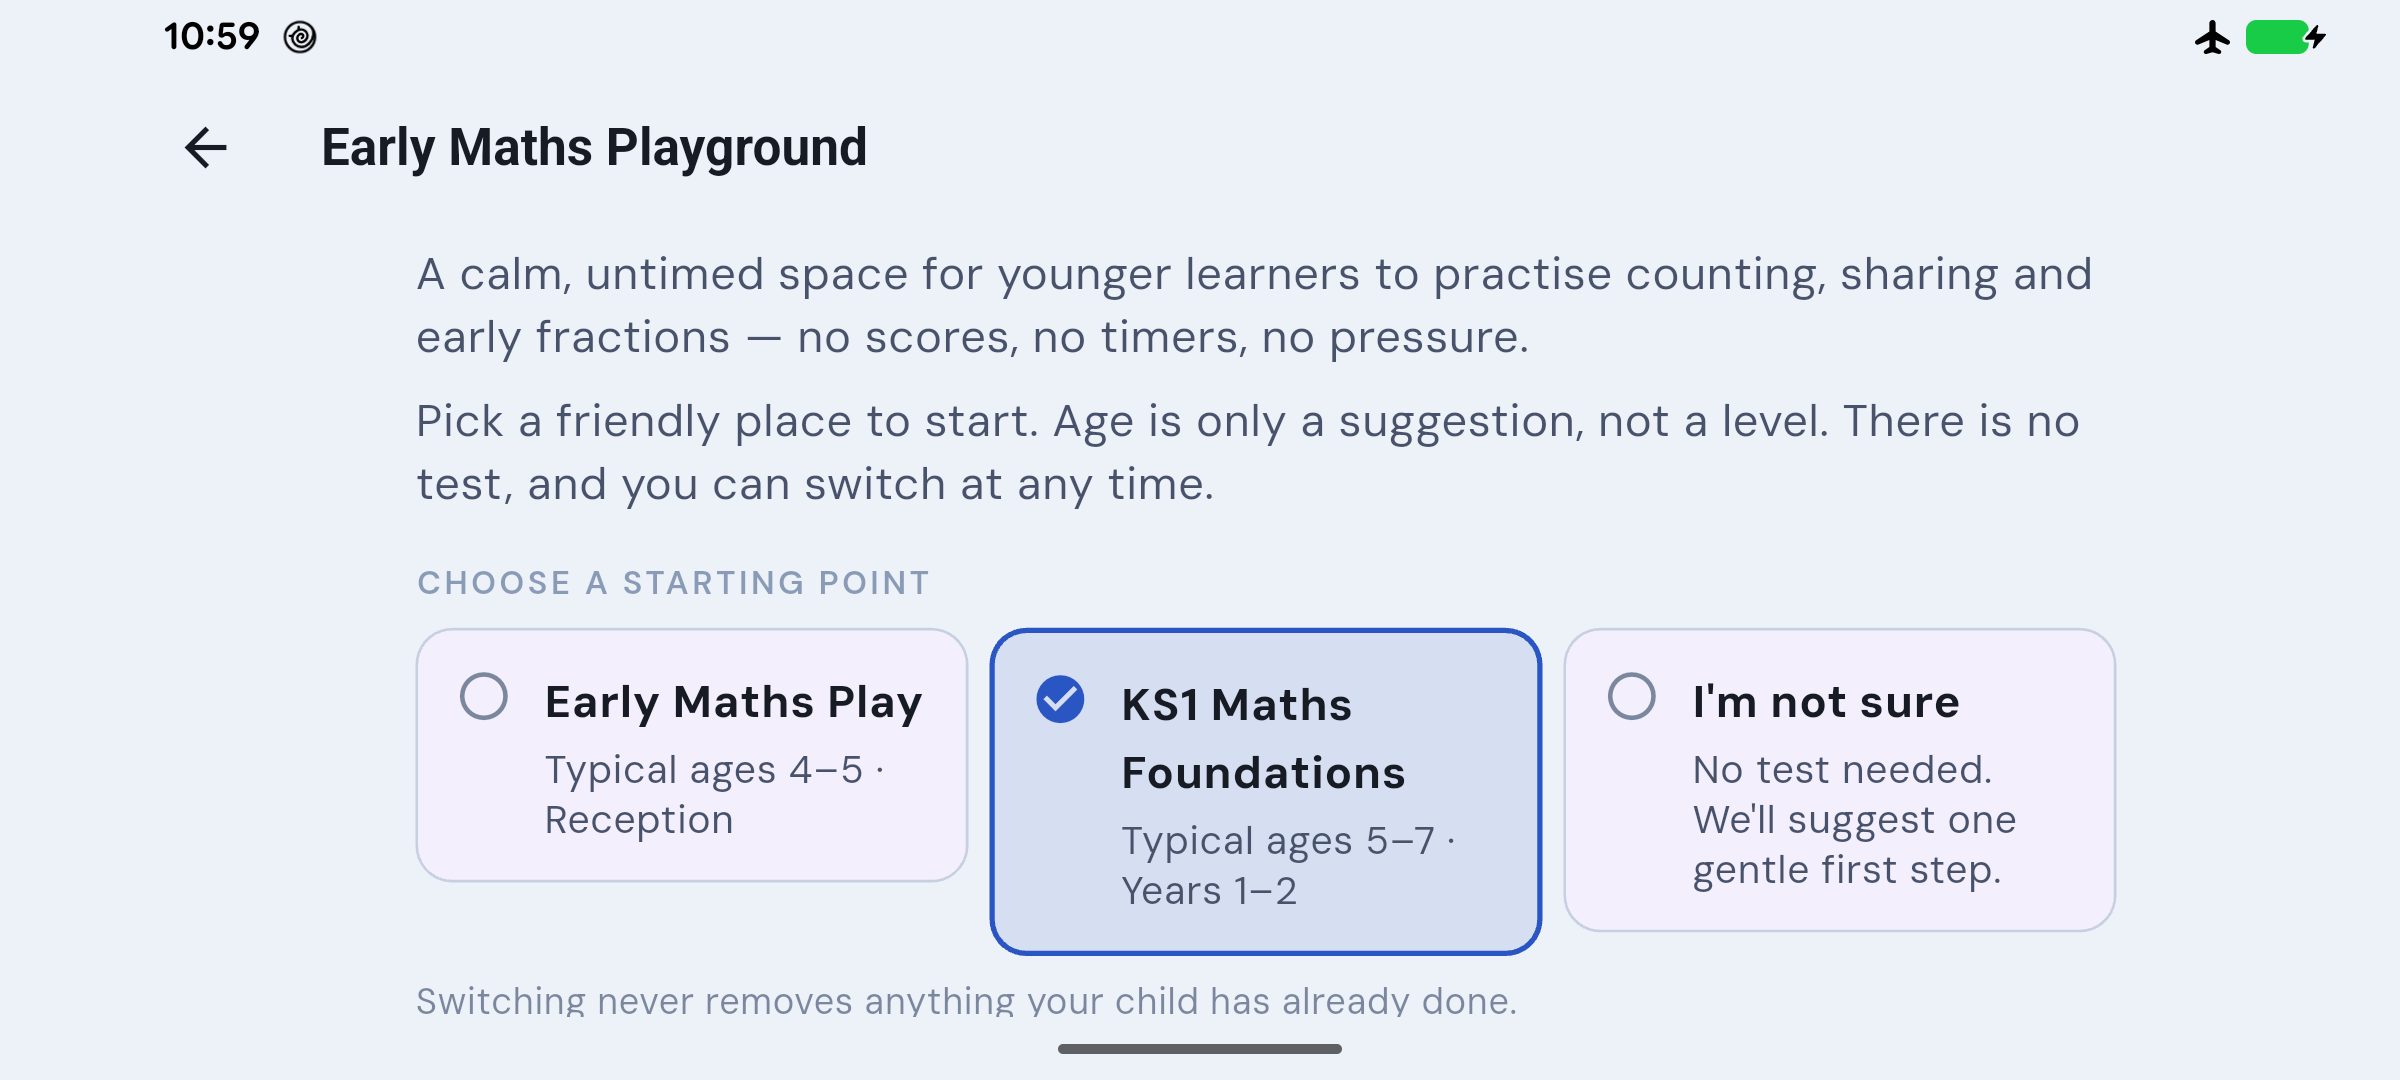 10:59
Early Maths Playground
A calm, untimed space for younger learners to practise counting, sharing and
early fractions — no scores, no timers, no pressure.
Pick a friendly place to start. Age is only a suggestion, not a level. There is no
test, and you can switch at any time.
CHOOSE A STARTING POINT
Early Maths Play
Typical ages 4–5 ·
Reception
KS1 Maths
Foundations
Typical ages 5–7 ·
Years 1–2
I'm not sure
No test needed.
We'll suggest one
gentle first step.
Switching never removes anything your child has already done.